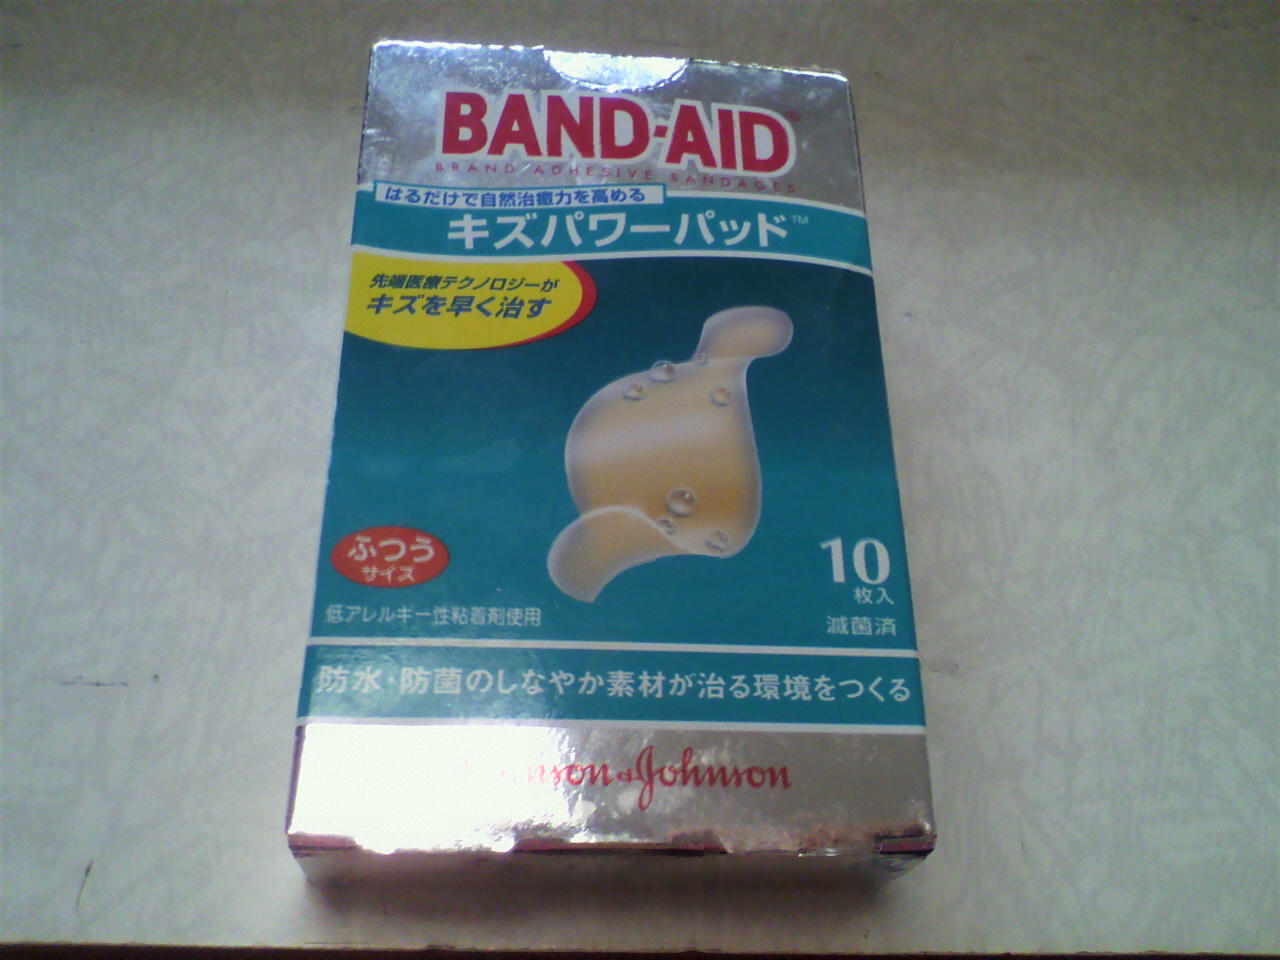 BAND-AID®
BRAND ADHESIVE BANDAGES
はるだけで自然治癒力を高める
キズパワーパッド™
先端医療テクノロジーが
キズを早く治す
ふつう
サイズ
10
枚入
低アレルギー性粘着剤使用
滅菌済
防水・防菌のしなやか素材が治る環境をつくる
nson & Johnson